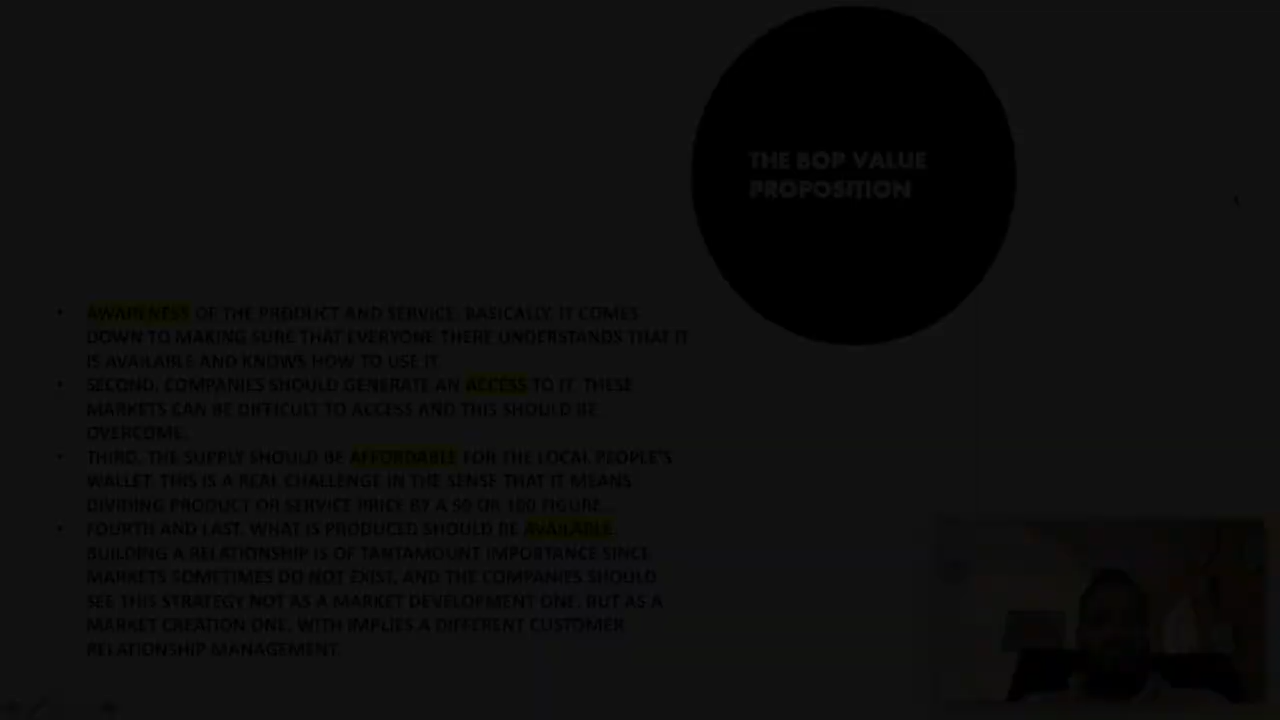 THE BOP VALUE
PROPOSITION
• AWARENESS OF THE PRODUCT AND SERVICE. BASICALLY, IT COMES
DOWN TO MAKING SURE THAT EVERYONE THERE UNDERSTANDS THAT IT
IS AVAILABLE AND KNOWS HOW TO USE IT.
• SECOND, COMPANIES SHOULD GENERATE AN ACCESS TO IT. THESE
MARKETS CAN BE DIFFICULT TO ACCESS AND THIS SHOULD BE
OVERCOME.
• THIRD, THE SUPPLY SHOULD BE AFFORDABLE FOR THE LOCAL PEOPLE'S
WALLET. THIS IS A REAL CHALLENGE IN THE SENSE THAT IT MEANS
DIVIDING PRODUCT OR SERVICE PRICE BY A 50 OR 100 FIGURE...
• FOURTH AND LAST, WHAT IS PRODUCED SHOULD BE AVAILABLE.
BUILDING A RELATIONSHIP IS OF TANTAMOUNT IMPORTANCE SINCE
MARKETS SOMETIMES DO NOT EXIST, AND THE COMPANIES SHOULD
SEE THIS STRATEGY NOT AS A MARKET DEVELOPMENT ONE, BUT AS A
MARKET CREATION ONE, WITH IMPLIES A DIFFERENT CUSTOMER
RELATIONSHIP MANAGEMENT.